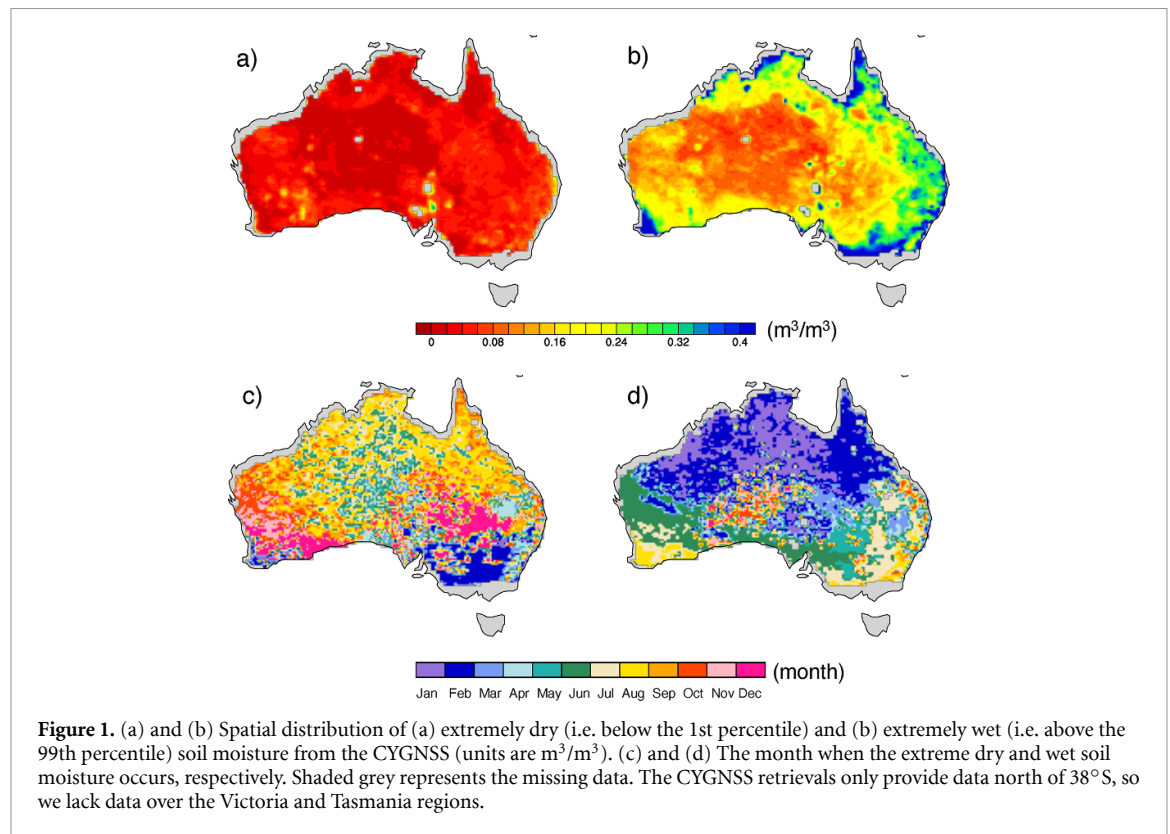 a)
b)
0 0.08 0.16 0.24 0.32 0.4 (m³/m³)
c)
d)
Jan Feb Mar Apr May Jun Jul Aug Sep Oct Nov Dec (month)
Figure 1. (a) and (b) Spatial distribution of (a) extremely dry (i.e. below the 1st percentile) and (b) extremely wet (i.e. above the
99th percentile) soil moisture from the CYGNSS (units are m³/m³). (c) and (d) The month when the extreme dry and wet soil
moisture occurs, respectively. Shaded grey represents the missing data. The CYGNSS retrievals only provide data north of 38°S, so
we lack data over the Victoria and Tasmania regions.